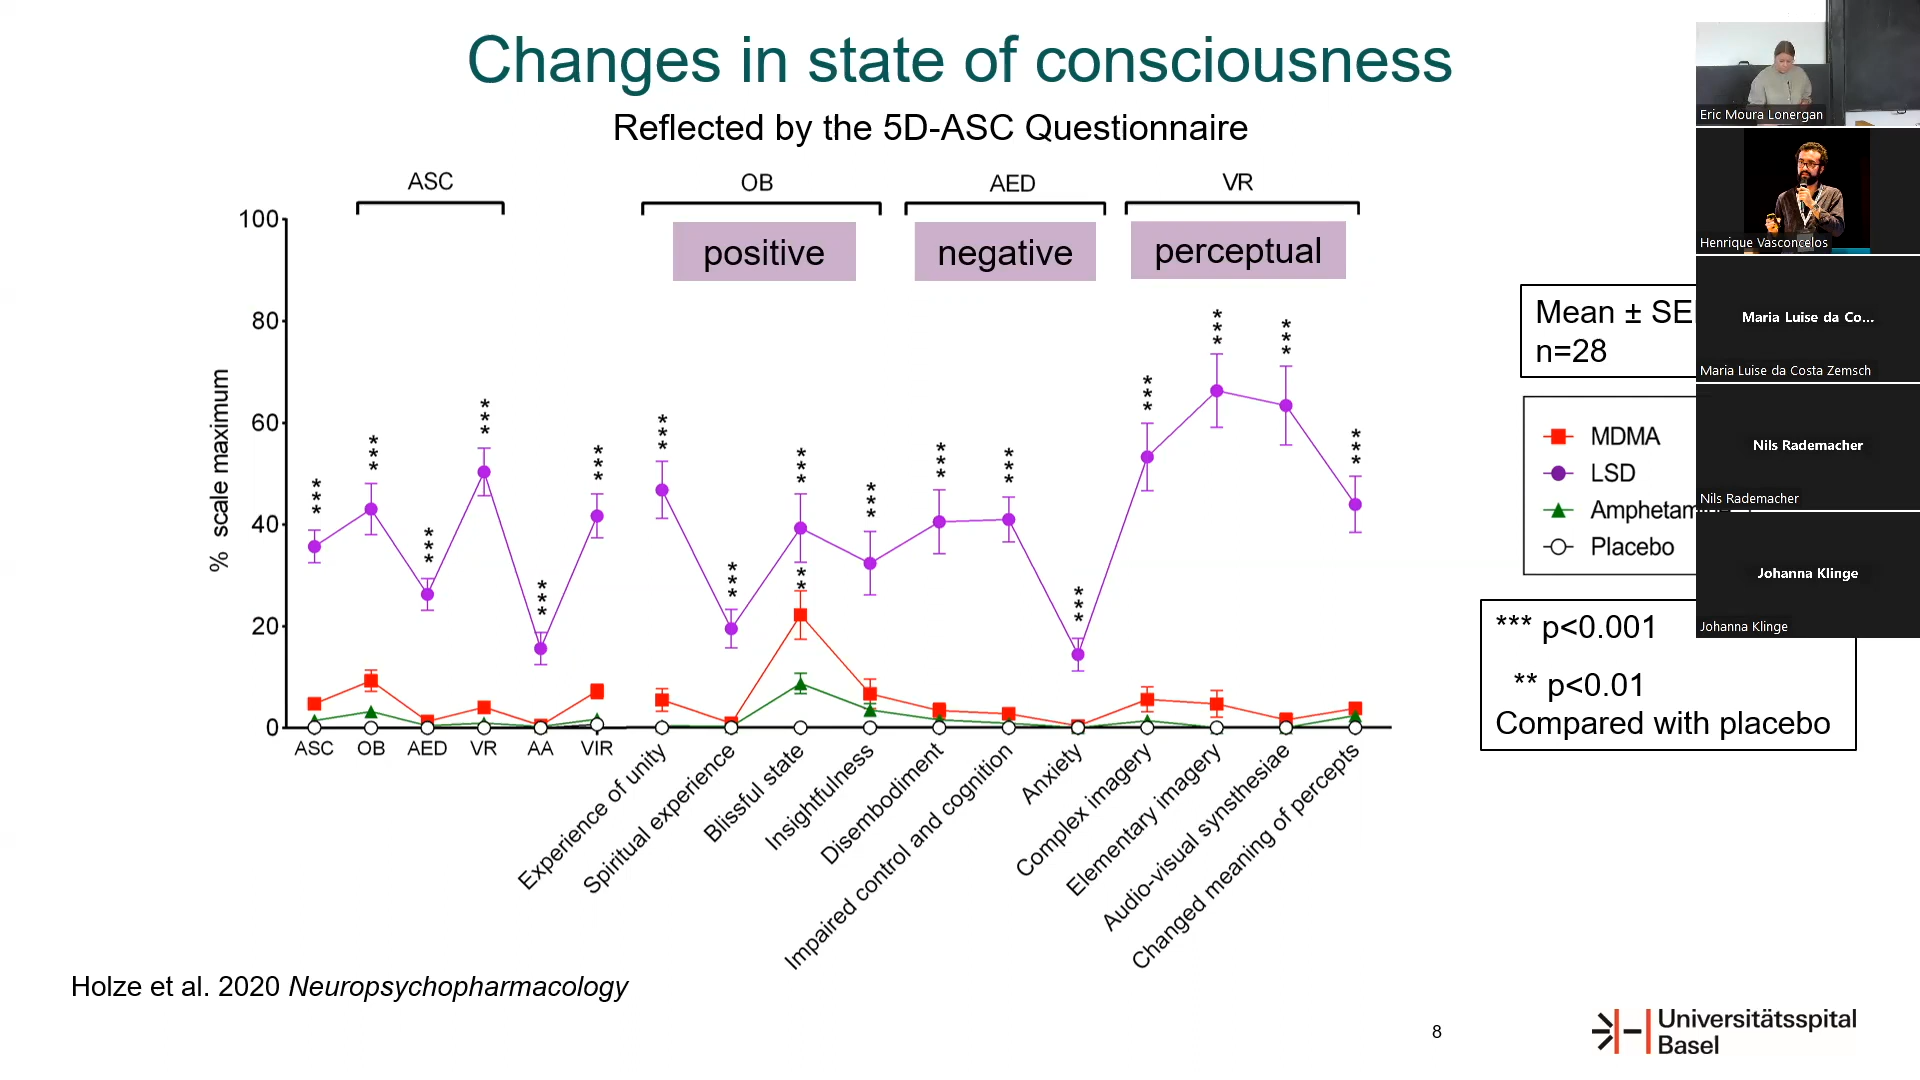 Changes in state of consciousness
Reflected by the 5D-ASC Questionnaire
ASC
OB
AED
VR
positive
negative
perceptual
100
80
60
40
20
0
% scale maximum
***
***
***
***
***
***
***
***
***
**
***
***
***
***
***
***
***
***
ASC
OB
AED
VR
AA
VIR
Experience of unity
Spiritual experience
Blissful state
Insightfulness
Disembodiment
Impaired control and cognition
Anxiety
Complex imagery
Elementary imagery
Audio-visual synsthesiae
Changed meaning of percepts
Mean ± SE
n=28
MDMA
LSD
Amphetamine
Placebo
*** p<0.001
** p<0.01
Compared with placebo
Holze et al. 2020 Neuropsychopharmacology
8
Universitätsspital
Basel
Eric Moura Lonergan
Henrique Vasconcelos
Maria Luise da Co...
Maria Luise da Costa Zemsch
Nils Rademacher
Nils Rademacher
Johanna Klinge
Johanna Klinge